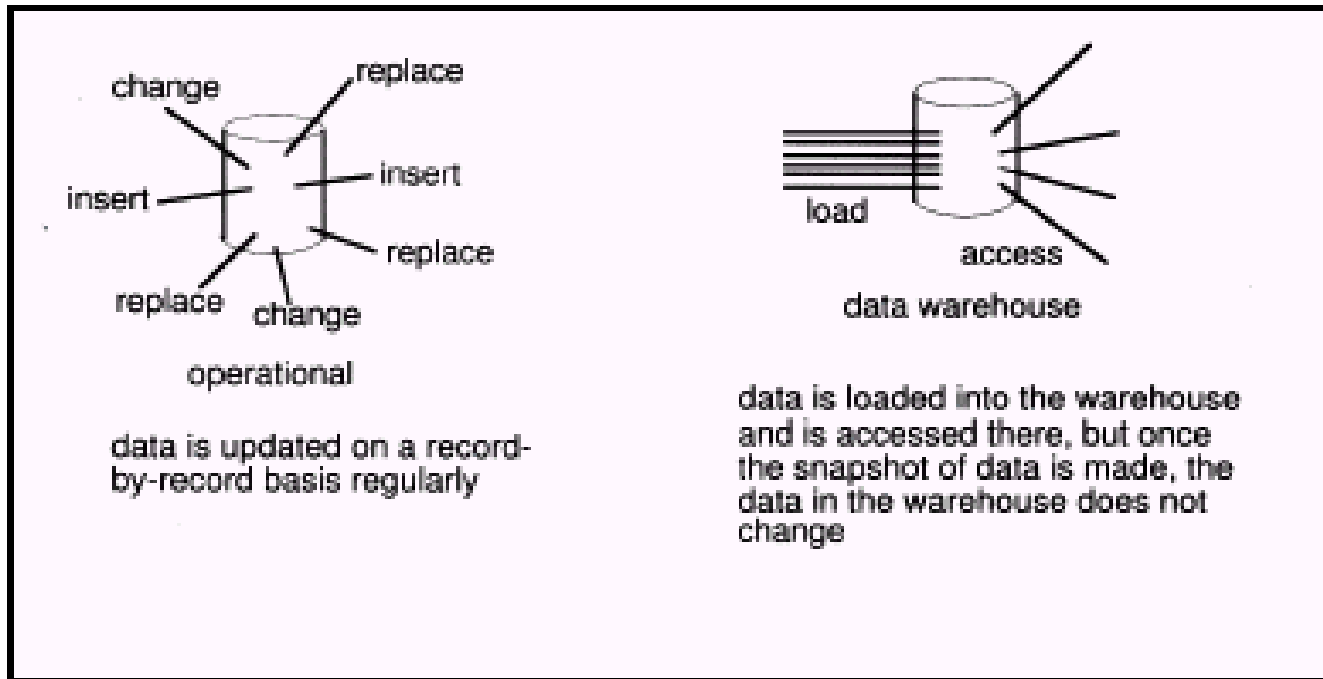 change
replace
insert
insert
replace
replace
change
operational
data is updated on a record-
by-record basis regularly
load
access
data warehouse
data is loaded into the warehouse
and is accessed there, but once
the snapshot of data is made, the
data in the warehouse does not
change